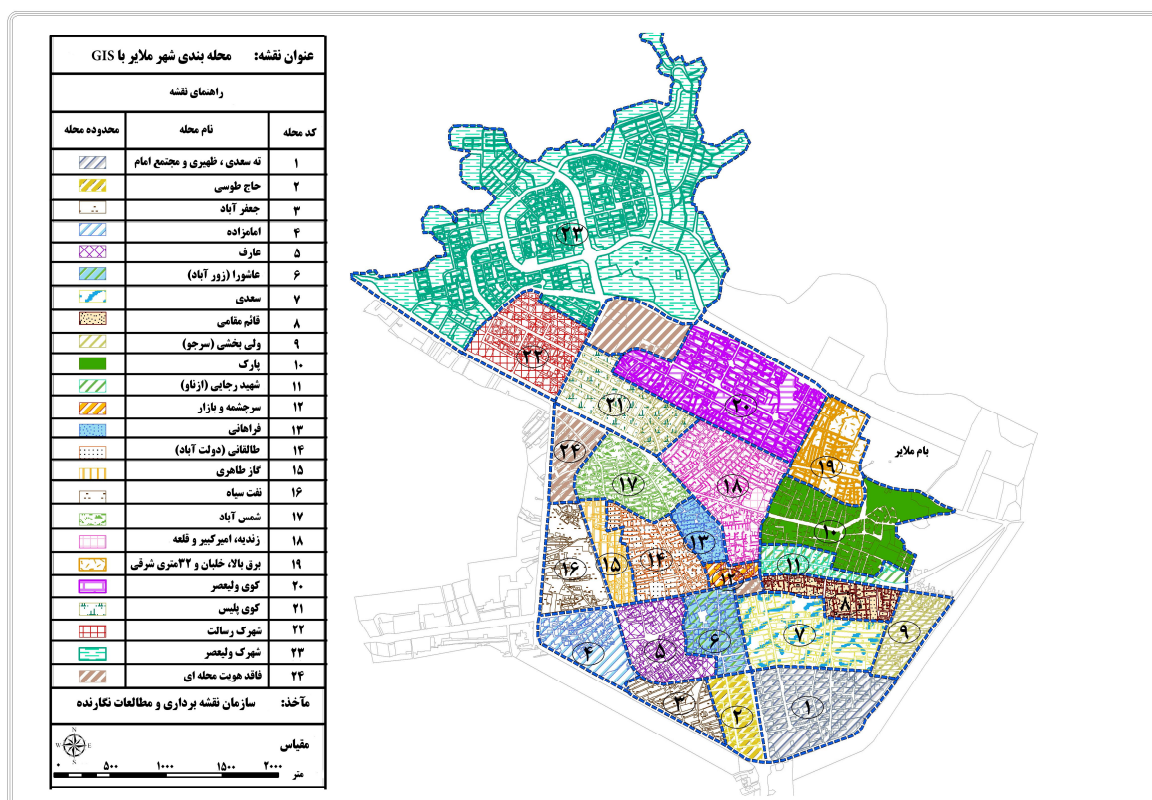 عنوان نقشه: محله بندی شهر ملایر با GIS
راهنمای نقشه
کد محله نام محله محدوده محله
۱ ته سعدی ، ظهیری و مجتمع امام
۲ حاج طوسی
۳ جعفر آباد
۴ امامزاده
۵ عارف
۶ عاشورا (زور آباد)
۷ سعدی
۸ قائم مقامی
۹ ولی بخشی (سرجو)
۱۰ پارک
۱۱ شهید رجایی (ازناو)
۱۲ سرچشمه و بازار
۱۳ فراهانی
۱۴ طالقانی (دولت آباد)
۱۵ گاز طاهری
۱۶ نفت سیاه
۱۷ شمس آباد
۱۸ زندیه، امیرکبیر و قلعه
۱۹ برق بالا، خلبان و ۳۲متری شرقی
۲۰ کوی ولیعصر
۲۱ کوی پلیس
۲۲ شهرک رسالت
۲۳ شهرک ولیعصر
۲۴ فاقد هویت محله ای
مآخذ: سازمان نقشه برداری و مطالعات نگارنده
مقیاس
N
W E
S
۰ ۵۰۰ ۱۰۰۰ ۱۵۰۰ ۲۰۰۰ متر
۲۳
۲۲
۲۱
۲۰
بام ملایر
۲۴
۱۹
۱۷
۱۸
۱۰
۱۳
۱۴
۱۱
۱۶
۱۵
۱۲
۸
۹
۷
۶
۵
۴
۳
۲
۱